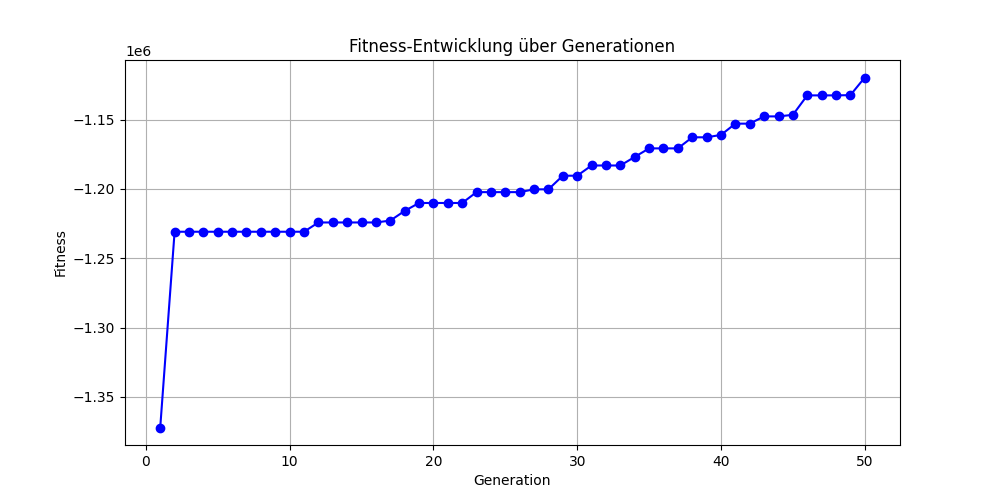 Fitness-Entwicklung über Generationen
1e6
−1.15
−1.20
−1.25
−1.30
−1.35
Fitness
0 10 20 30 40 50
Generation